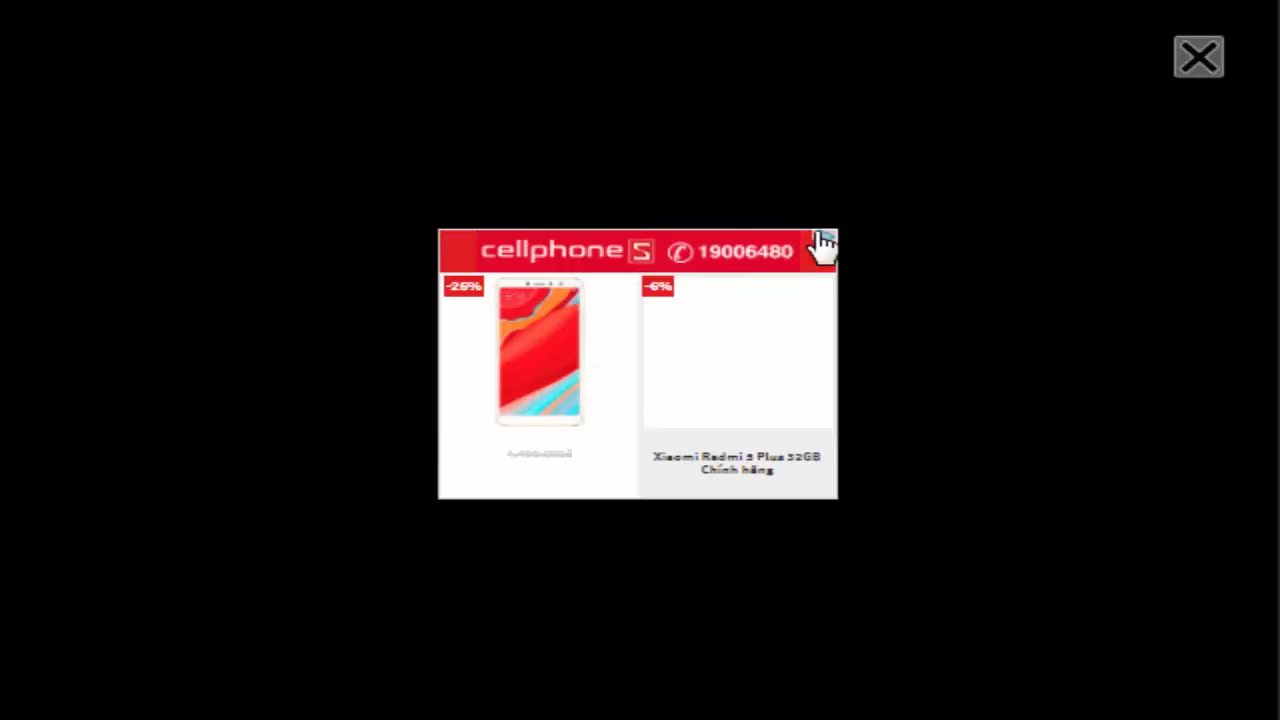 cellphone S 19006480
-26%
-6%
Xiaomi Redmi 5 Plus 32GB
Chính hãng